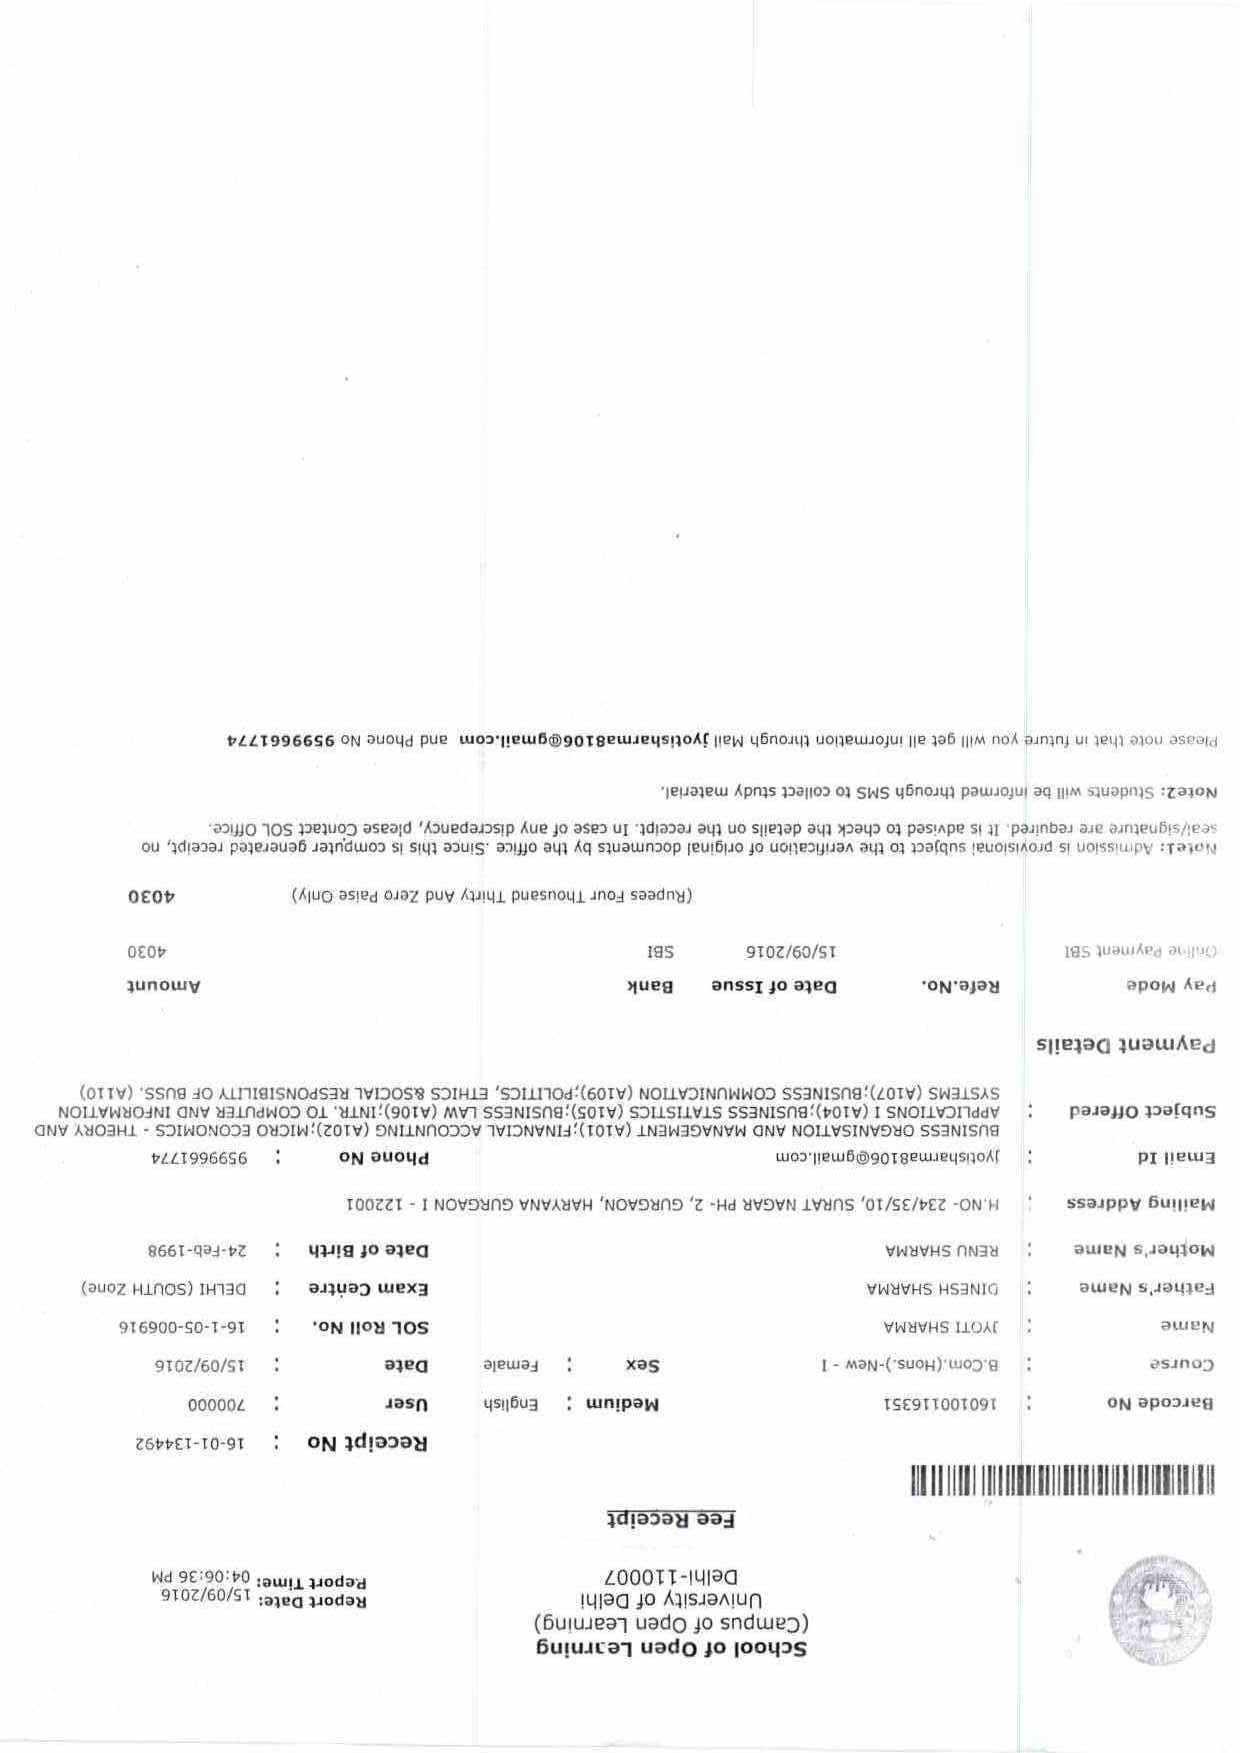 School of Open Learning
(Campus of Open Learning)
University of Delhi
Delhi-110007
Report Date: 15/09/2016
Report Time: 04:06:36 PM
Fee Receipt
Receipt No : 16-01-134492
Barcode No : 1601001116351 Medium : English User : 700000
Course : B.Com.(Hons.)-New - I Sex : Female Date : 15/09/2016
Name : JYOTI SHARMA SOL Roll No. : 16-1-05-006916
Father's Name : DINESH SHARMA Exam Centre : DELHI (SOUTH Zone)
Mother's Name : RENU SHARMA Date of Birth : 24-Feb-1998
Mailing Address : H.NO- 234/35/10, SURAT NAGAR PH- 2, GURGAON, HARYANA GURGAON I - 122001
Email Id : jyotisharma8106@gmail.com Phone No : 9599661774
Subject Offered : BUSINESS ORGANISATION AND MANAGEMENT (A101);FINANCIAL ACCOUNTING (A102);MICRO ECONOMICS - THEORY AND
APPLICATIONS I (A104);BUSINESS STATISTICS (A105);BUSINESS LAW (A106);INTR. TO COMPUTER AND INFORMATION
SYSTEMS (A107);BUSINESS COMMUNICATION (A109);POLITICS, ETHICS &SOCIAL RESPONSIBILITY OF BUSS. (A110)
Payment Details
Pay Mode Refe.No. Date of Issue Bank Amount
Online Payment SBI 15/09/2016 SBI 4030
(Rupees Four Thousand Thirty And Zero Paise Only) 4030
Note1: Admission is provisional subject to the verification of original documents by the office .Since this is computer generated receipt, no
seal/signature are required. It is advised to check the details on the receipt. In case of any discrepancy, please Contact SOL Office.
Note2: Students will be informed through SMS to collect study material.
Please note that in future you will get all information through Mail jyotisharma8106@gmail.com and Phone No 9599661774